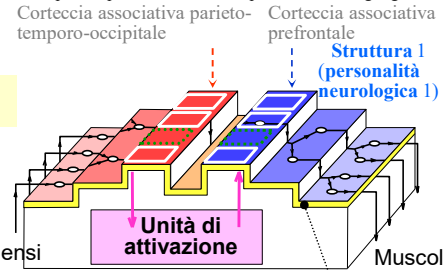 Corteccia associativa parieto-
temporo-occipitale
Corteccia associativa
prefrontale
Struttura 1
(personalità
neurologica 1)
Unità di
attivazione
ensi
Muscol